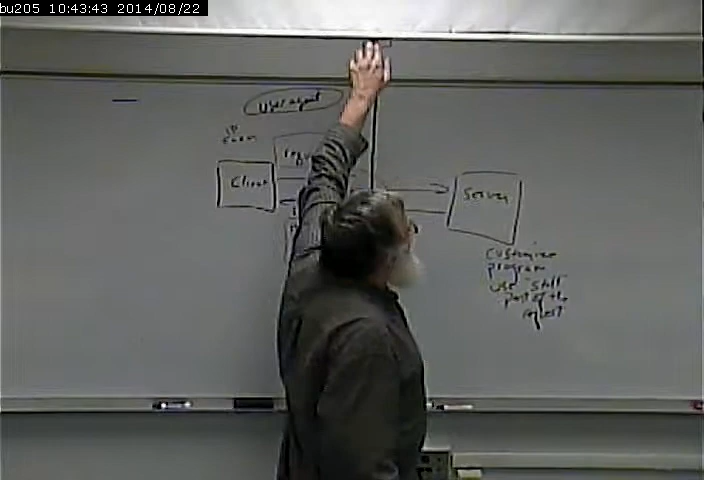 bu205 10:43:43 2014/08/22
user agent
Client
Server
customize
program
use "stuff"
part of the
request